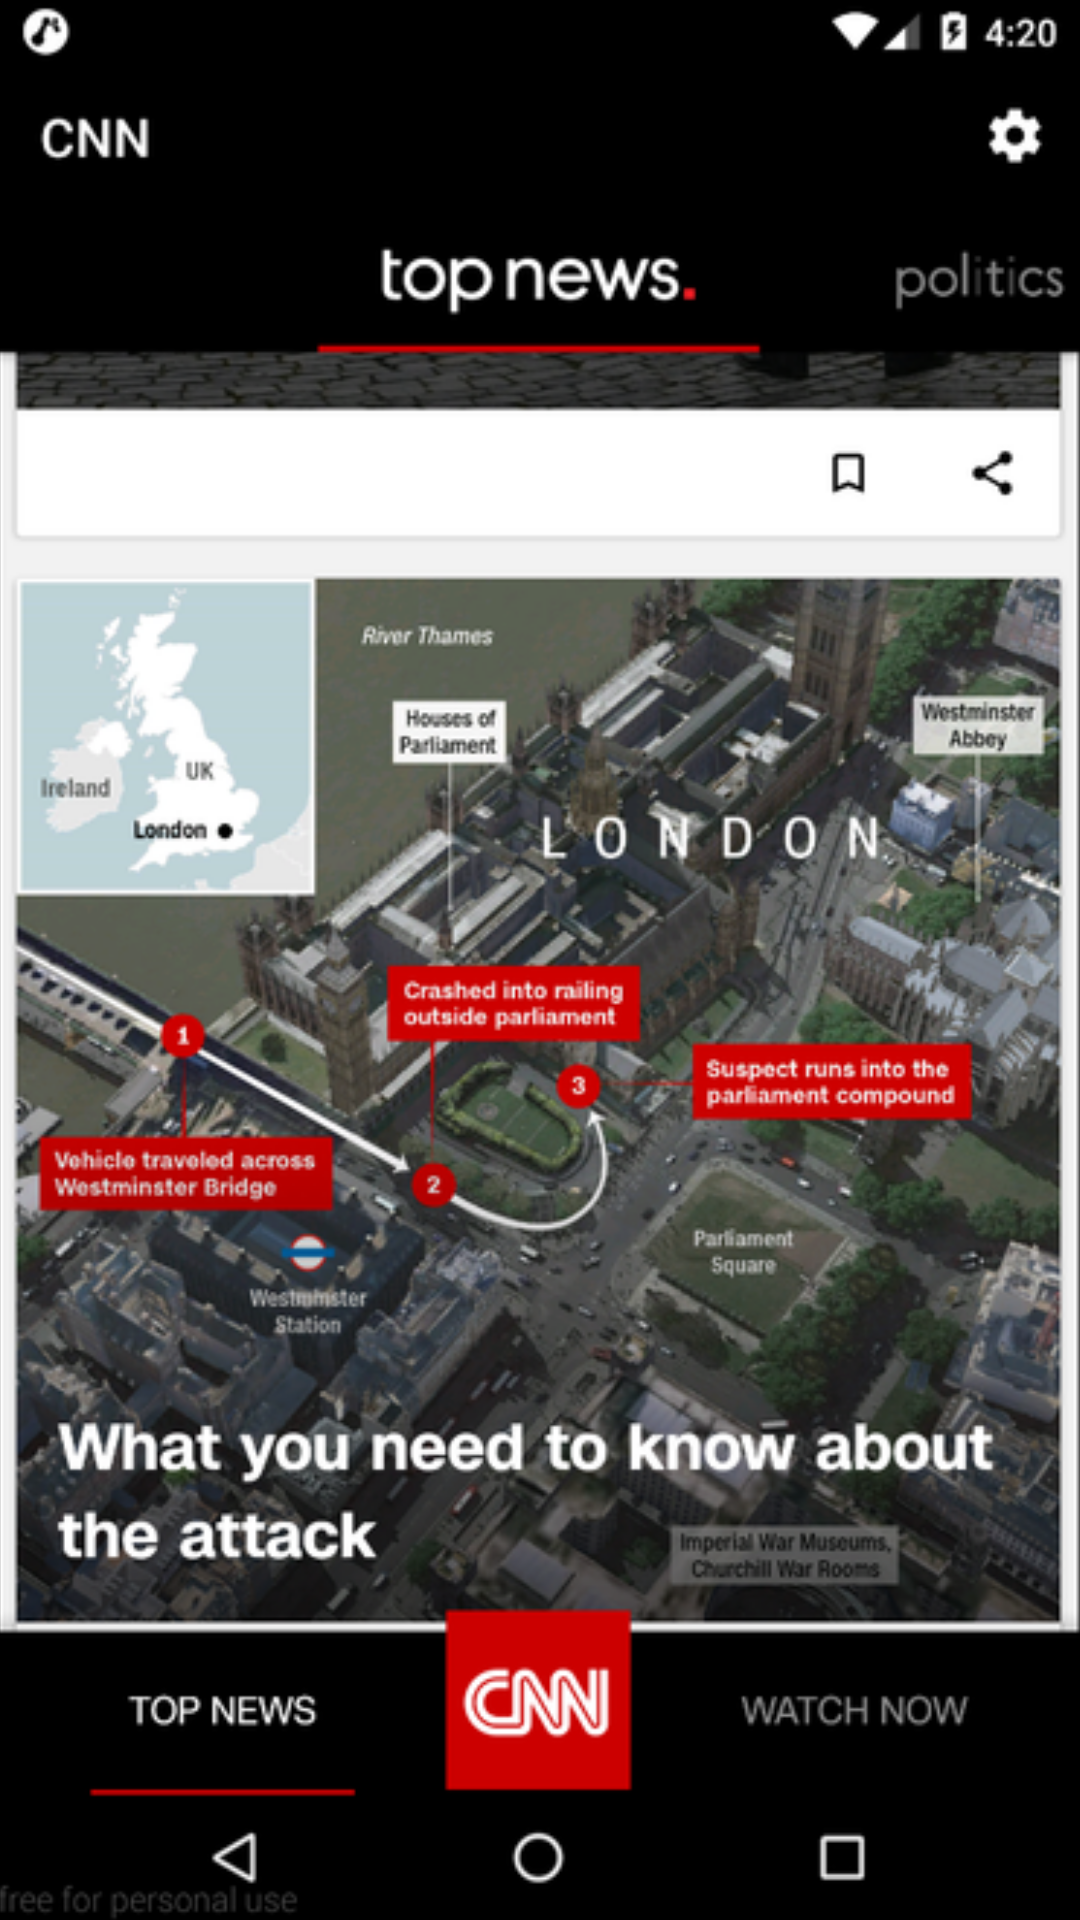 4:20
CNN
top news.
politics
River Thames
Houses of
Parliament
Westminster
Abbey
Ireland
UK
London
LONDON
Crashed into railing
outside parliament
1
3
Suspect runs into the
parliament compound
Vehicle traveled across
Westminster Bridge
2
Parliament
Square
Westminster
Station
What you need to know about
the attack
Imperial War Museums,
Churchill War Rooms
TOP NEWS
CNN
WATCH NOW
free for personal use